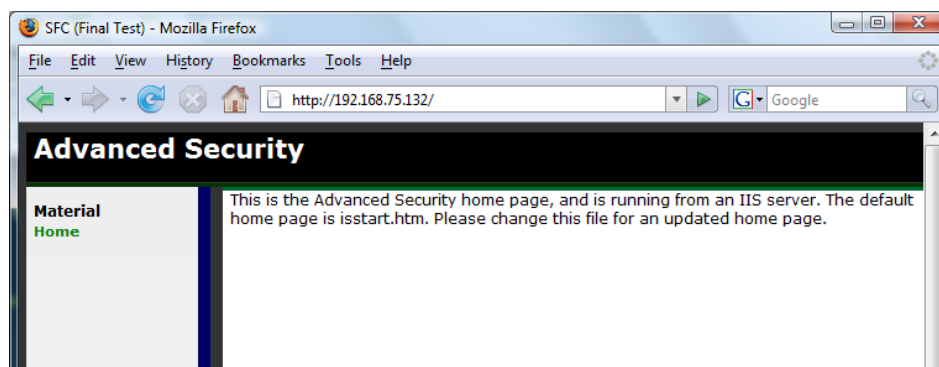 SFC (Final Test) - Mozilla Firefox
File Edit View History Bookmarks Tools Help
http://192.168.75.132/ G Google
Advanced Security
Material
Home
This is the Advanced Security home page, and is running from an IIS server. The default
home page is isstart.htm. Please change this file for an updated home page.